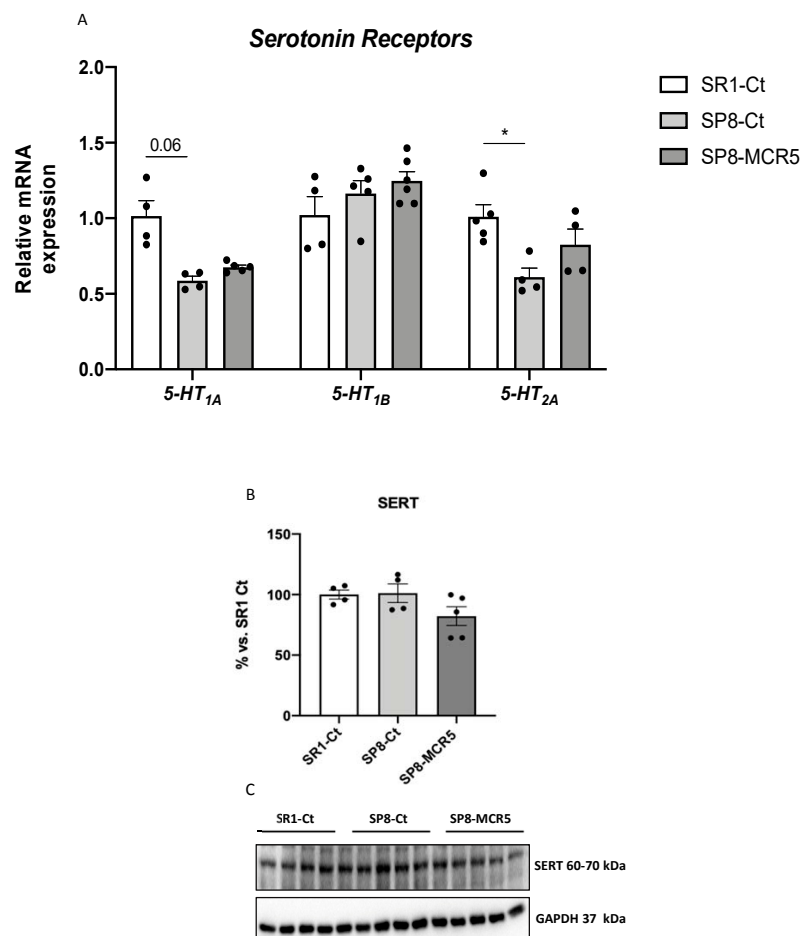 A
Serotonin Receptors
Relative mRNA
expression
2.0
1.5
1.0
0.5
0.0
0.06
*
SR1-Ct
SP8-Ct
SP8-MCR5
5-HT1A
5-HT1B
5-HT2A
B
SERT
% vs. SR1 Ct
150
100
50
0
SR1-Ct
SP8-Ct
SP8-MCR5
C
SR1-Ct SP8-Ct SP8-MCR5
SERT 60-70 kDa
GAPDH 37 kDa